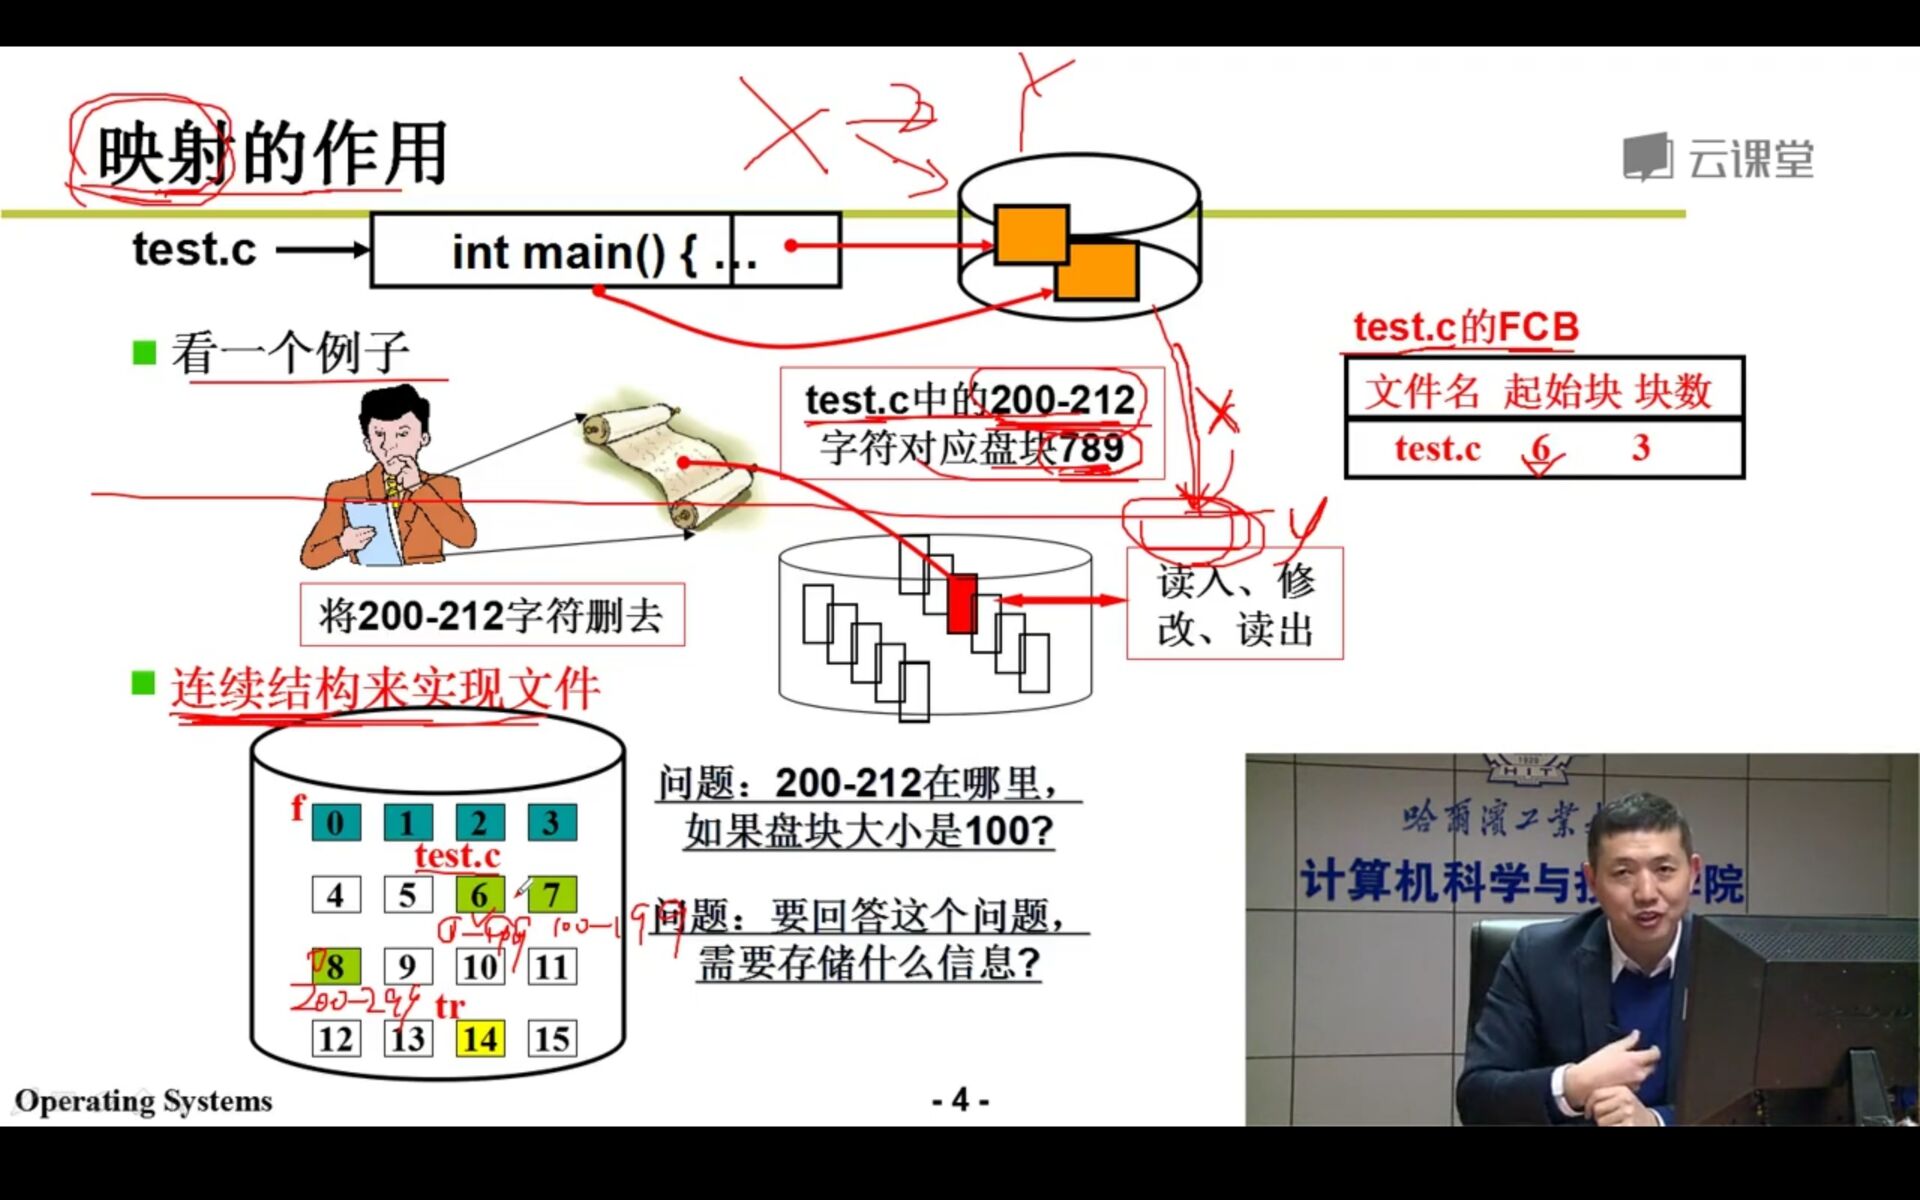 映射的作用
X → Y
云课堂
test.c
int main() { ...
看一个例子
test.c中的200-212
字符对应盘块789
test.c的FCB
文件名 起始块 块数
test.c 6 3
X
y
将200-212字符删去
读入、修
改、读出
连续结构来实现文件
f
0 1 2 3
test.c
4 5 6 7
100-199
8 9 10 11
200-299
tr
12 13 14 15
问题：200-212在哪里，
如果盘块大小是100?
问题：要回答这个问题，
需要存储什么信息?
1920
HIT
哈尔滨工业
计算机科学与技 学院
Operating Systems
- 4 -